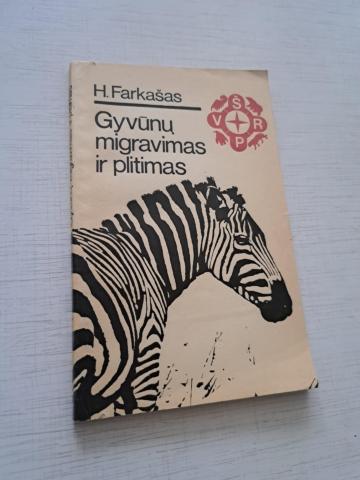 H. Farkašas
Gyvūnų
migravimas
ir plitimas
Š
V R
P